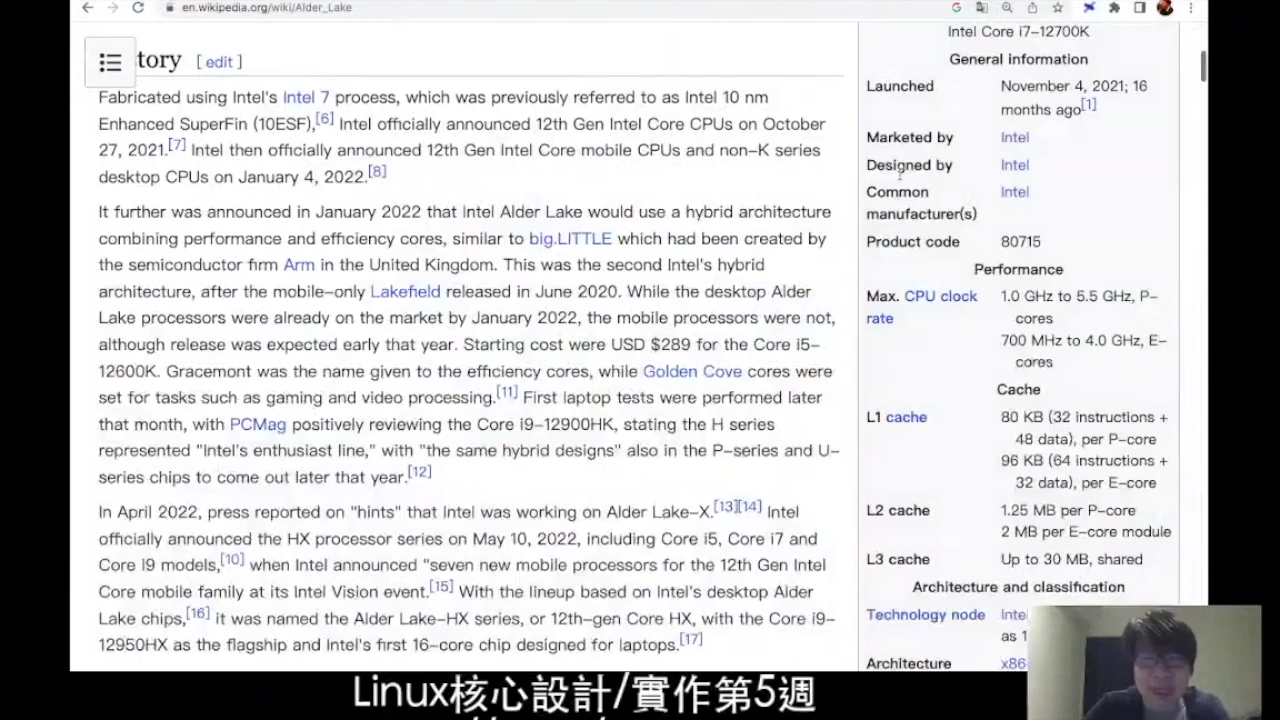 en.wikipedia.org/wiki/Alder_Lake
tory [ edit ]
Fabricated using Intel's Intel 7 process, which was previously referred to as Intel 10 nm
Enhanced SuperFin (10ESF),[6] Intel officially announced 12th Gen Intel Core CPUs on October
27, 2021.[7] Intel then officially announced 12th Gen Intel Core mobile CPUs and non-K series
desktop CPUs on January 4, 2022.[8]
It further was announced in January 2022 that Intel Alder Lake would use a hybrid architecture
combining performance and efficiency cores, similar to big.LITTLE which had been created by
the semiconductor firm Arm in the United Kingdom. This was the second Intel's hybrid
architecture, after the mobile-only Lakefield released in June 2020. While the desktop Alder
Lake processors were already on the market by January 2022, the mobile processors were not,
although release was expected early that year. Starting cost were USD $289 for the Core i5-
12600K. Gracemont was the name given to the efficiency cores, while Golden Cove cores were
set for tasks such as gaming and video processing.[11] First laptop tests were performed later
that month, with PCMag positively reviewing the Core i9-12900HK, stating the H series
represented "Intel's enthusiast line," with "the same hybrid designs" also in the P-series and U-
series chips to come out later that year.[12]
In April 2022, press reported on "hints" that Intel was working on Alder Lake-X.[13][14] Intel
officially announced the HX processor series on May 10, 2022, including Core i5, Core i7 and
Core i9 models,[10] when Intel announced "seven new mobile processors for the 12th Gen Intel
Core mobile family at its Intel Vision event.[15] With the lineup based on Intel's desktop Alder
Lake chips,[16] it was named the Alder Lake-HX series, or 12th-gen Core HX, with the Core i9-
12950HX as the flagship and Intel's first 16-core chip designed for laptops.[17]
Intel Core i7-12700K
General information
Launched November 4, 2021; 16
months ago[1]
Marketed by Intel
Designed by Intel
Common Intel
manufacturer(s)
Product code 80715
Performance
Max. CPU clock 1.0 GHz to 5.5 GHz, P-
rate cores
700 MHz to 4.0 GHz, E-
cores
Cache
L1 cache 80 KB (32 instructions +
48 data), per P-core
96 KB (64 instructions +
32 data), per E-core
L2 cache 1.25 MB per P-core
2 MB per E-core module
L3 cache Up to 30 MB, shared
Architecture and classification
Technology node Inte
as 1
Architecture x86
Linux核心設計/實作第5週